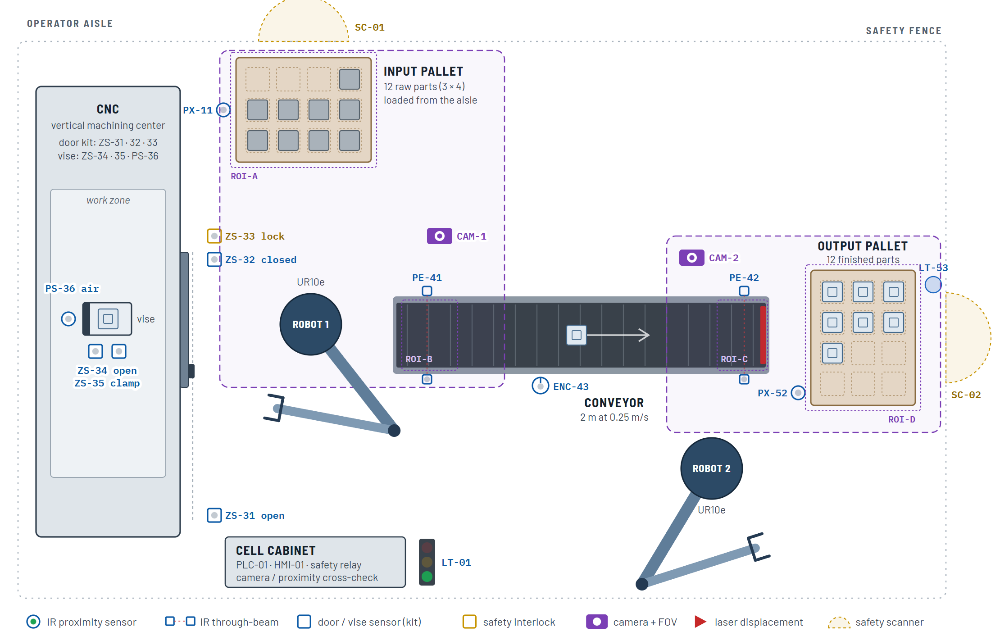 OPERATOR AISLE
SC-01
SAFETY FENCE
INPUT PALLET
12 raw parts (3 × 4)
loaded from the aisle
PX-11
ROI-A
CNC
vertical machining center
door kit: ZS-31 · 32 · 33
vise: ZS-34 · 35 · PS-36
work zone
ZS-33 lock
ZS-32 closed
CAM-1
CAM-2
OUTPUT PALLET
12 finished parts
LT-53
PS-36 air
vise
ZS-34 open
ZS-35 clamp
UR10e
ROBOT 1
PE-41
PE-42
ROI-B
ROI-C
ENC-43
CONVEYOR
2 m at 0.25 m/s
PX-52
SC-02
ROI-D
ROBOT 2
UR10e
ZS-31 open
CELL CABINET
PLC-01 · HMI-01 · safety relay
camera / proximity cross-check
LT-01
IR proximity sensor
IR through-beam
door / vise sensor (kit)
safety interlock
camera + FOV
laser displacement
safety scanner